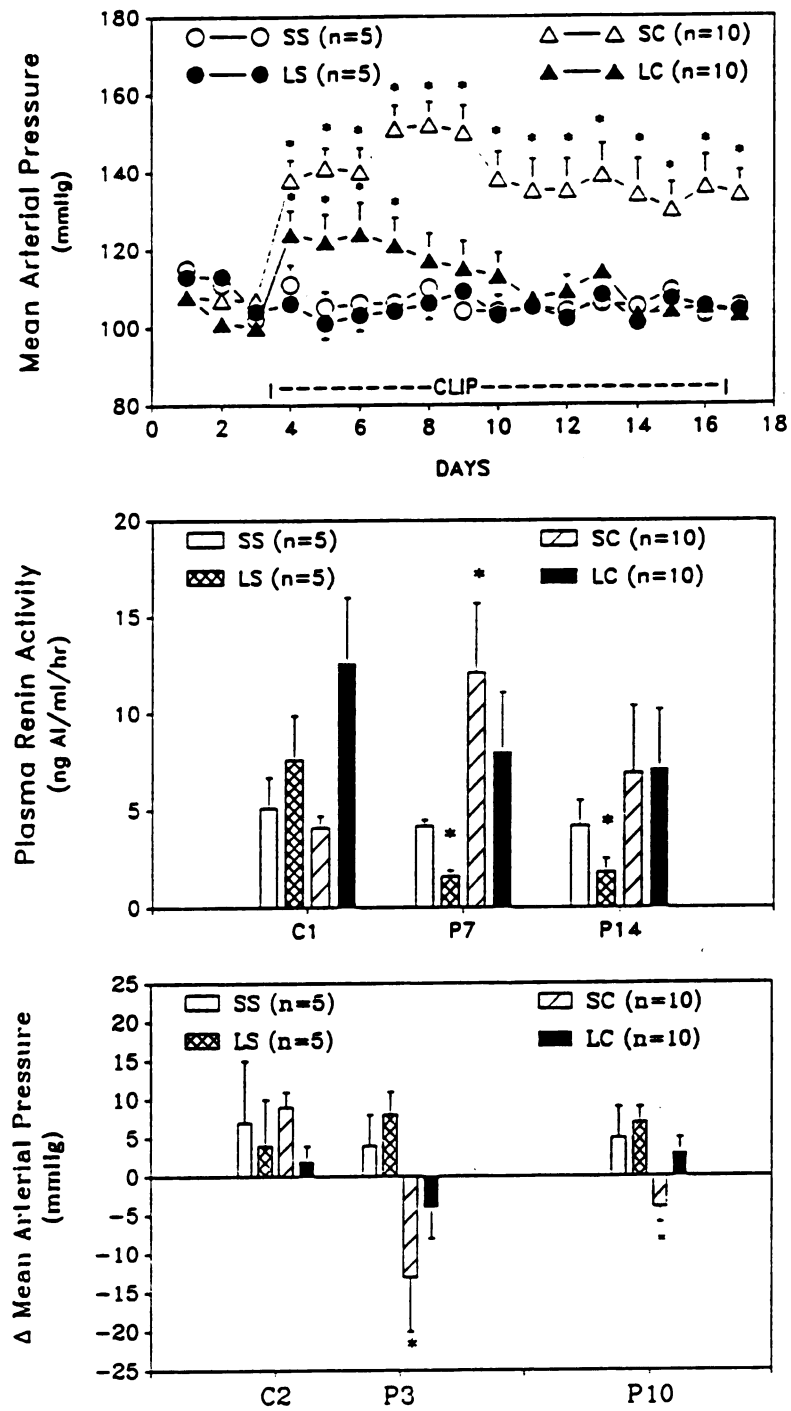 Mean Arterial Pressure
(mmHg)
180
160
140
120
100
80
SS (n=5)
SC (n=10)
LS (n=5)
LC (n=10)
* * * * * * * * * * * * * *
* * * *
CLIP
0 2 4 6 8 10 12 14 16 18
DAYS
Plasma Renin Activity
(ng AI/ml/hr)
20
15
10
5
0
SS (n=5)
SC (n=10)
LS (n=5)
LC (n=10)
*
* *
C1 P7 P14
Δ Mean Arterial Pressure
(mmHg)
25
20
15
10
5
0
−5
−10
−15
−20
−25
SS (n=5)
SC (n=10)
LS (n=5)
LC (n=10)
*
C2 P3 P10